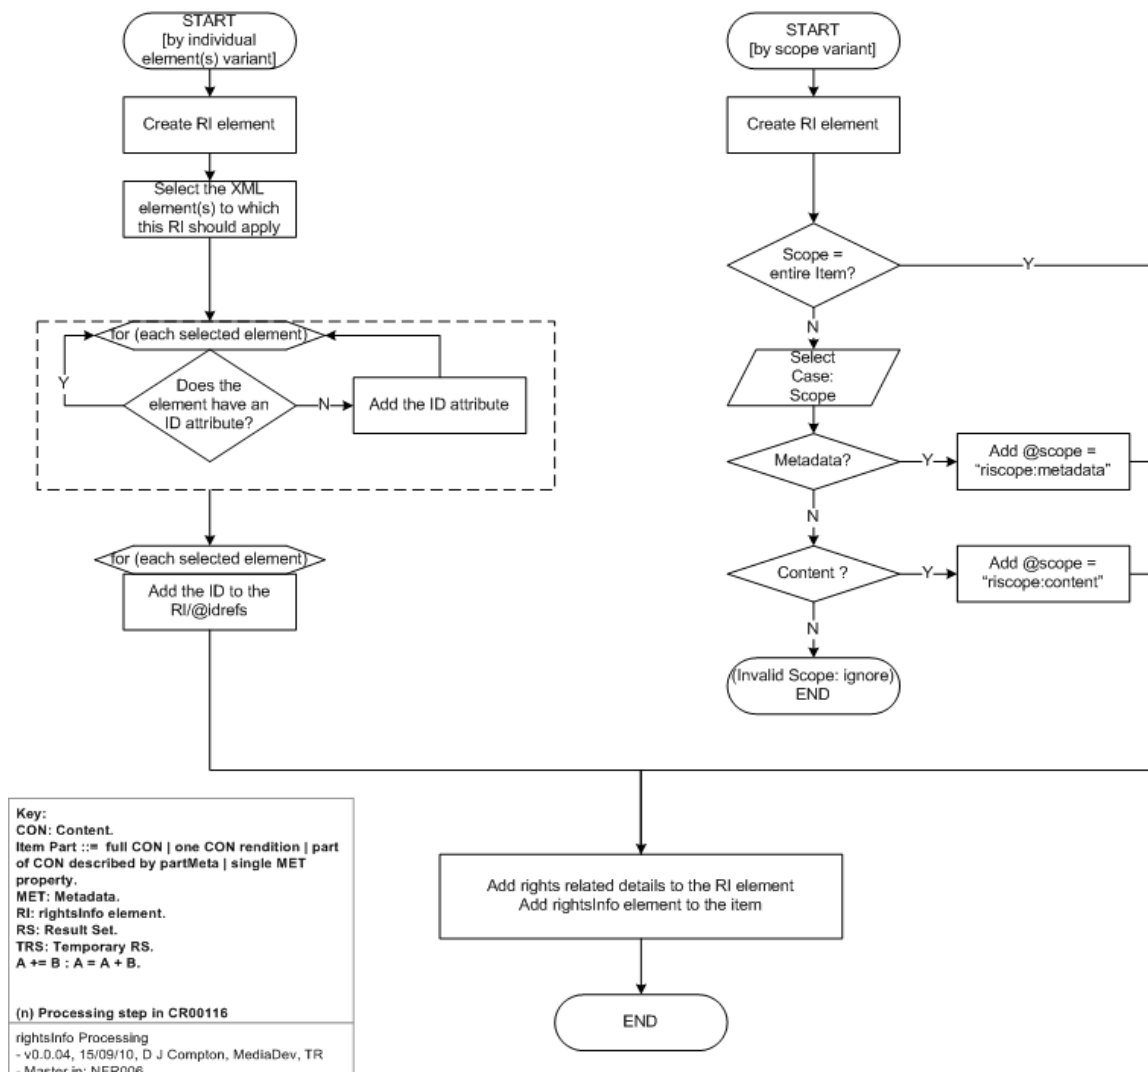 START
[by individual
element(s) variant]
Create RI element
Select the XML
element(s) to which
this RI should apply
for (each selected element)
Y
Does the
element have an
ID attribute?
N
Add the ID attribute
for (each selected element)
Add the ID to the
RI/@idrefs
START
[by scope variant]
Create RI element
Scope =
entire Item?
Y
N
Select
Case:
Scope
Metadata?
Y
Add @scope =
“riscope:metadata”
N
Content ?
Y
Add @scope =
“riscope:content”
N
(Invalid Scope: ignore)
END
Add rights related details to the RI element
Add rightsInfo element to the item
END
Key:
CON: Content.
Item Part ::= full CON | one CON rendition | part
of CON described by partMeta | single MET
property.
MET: Metadata.
RI: rightsInfo element.
RS: Result Set.
TRS: Temporary RS.
A += B : A = A + B.
(n) Processing step in CR00116
rightsInfo Processing
- v0.0.04, 15/09/10, D J Compton, MediaDev, TR
- Master in: NFR006